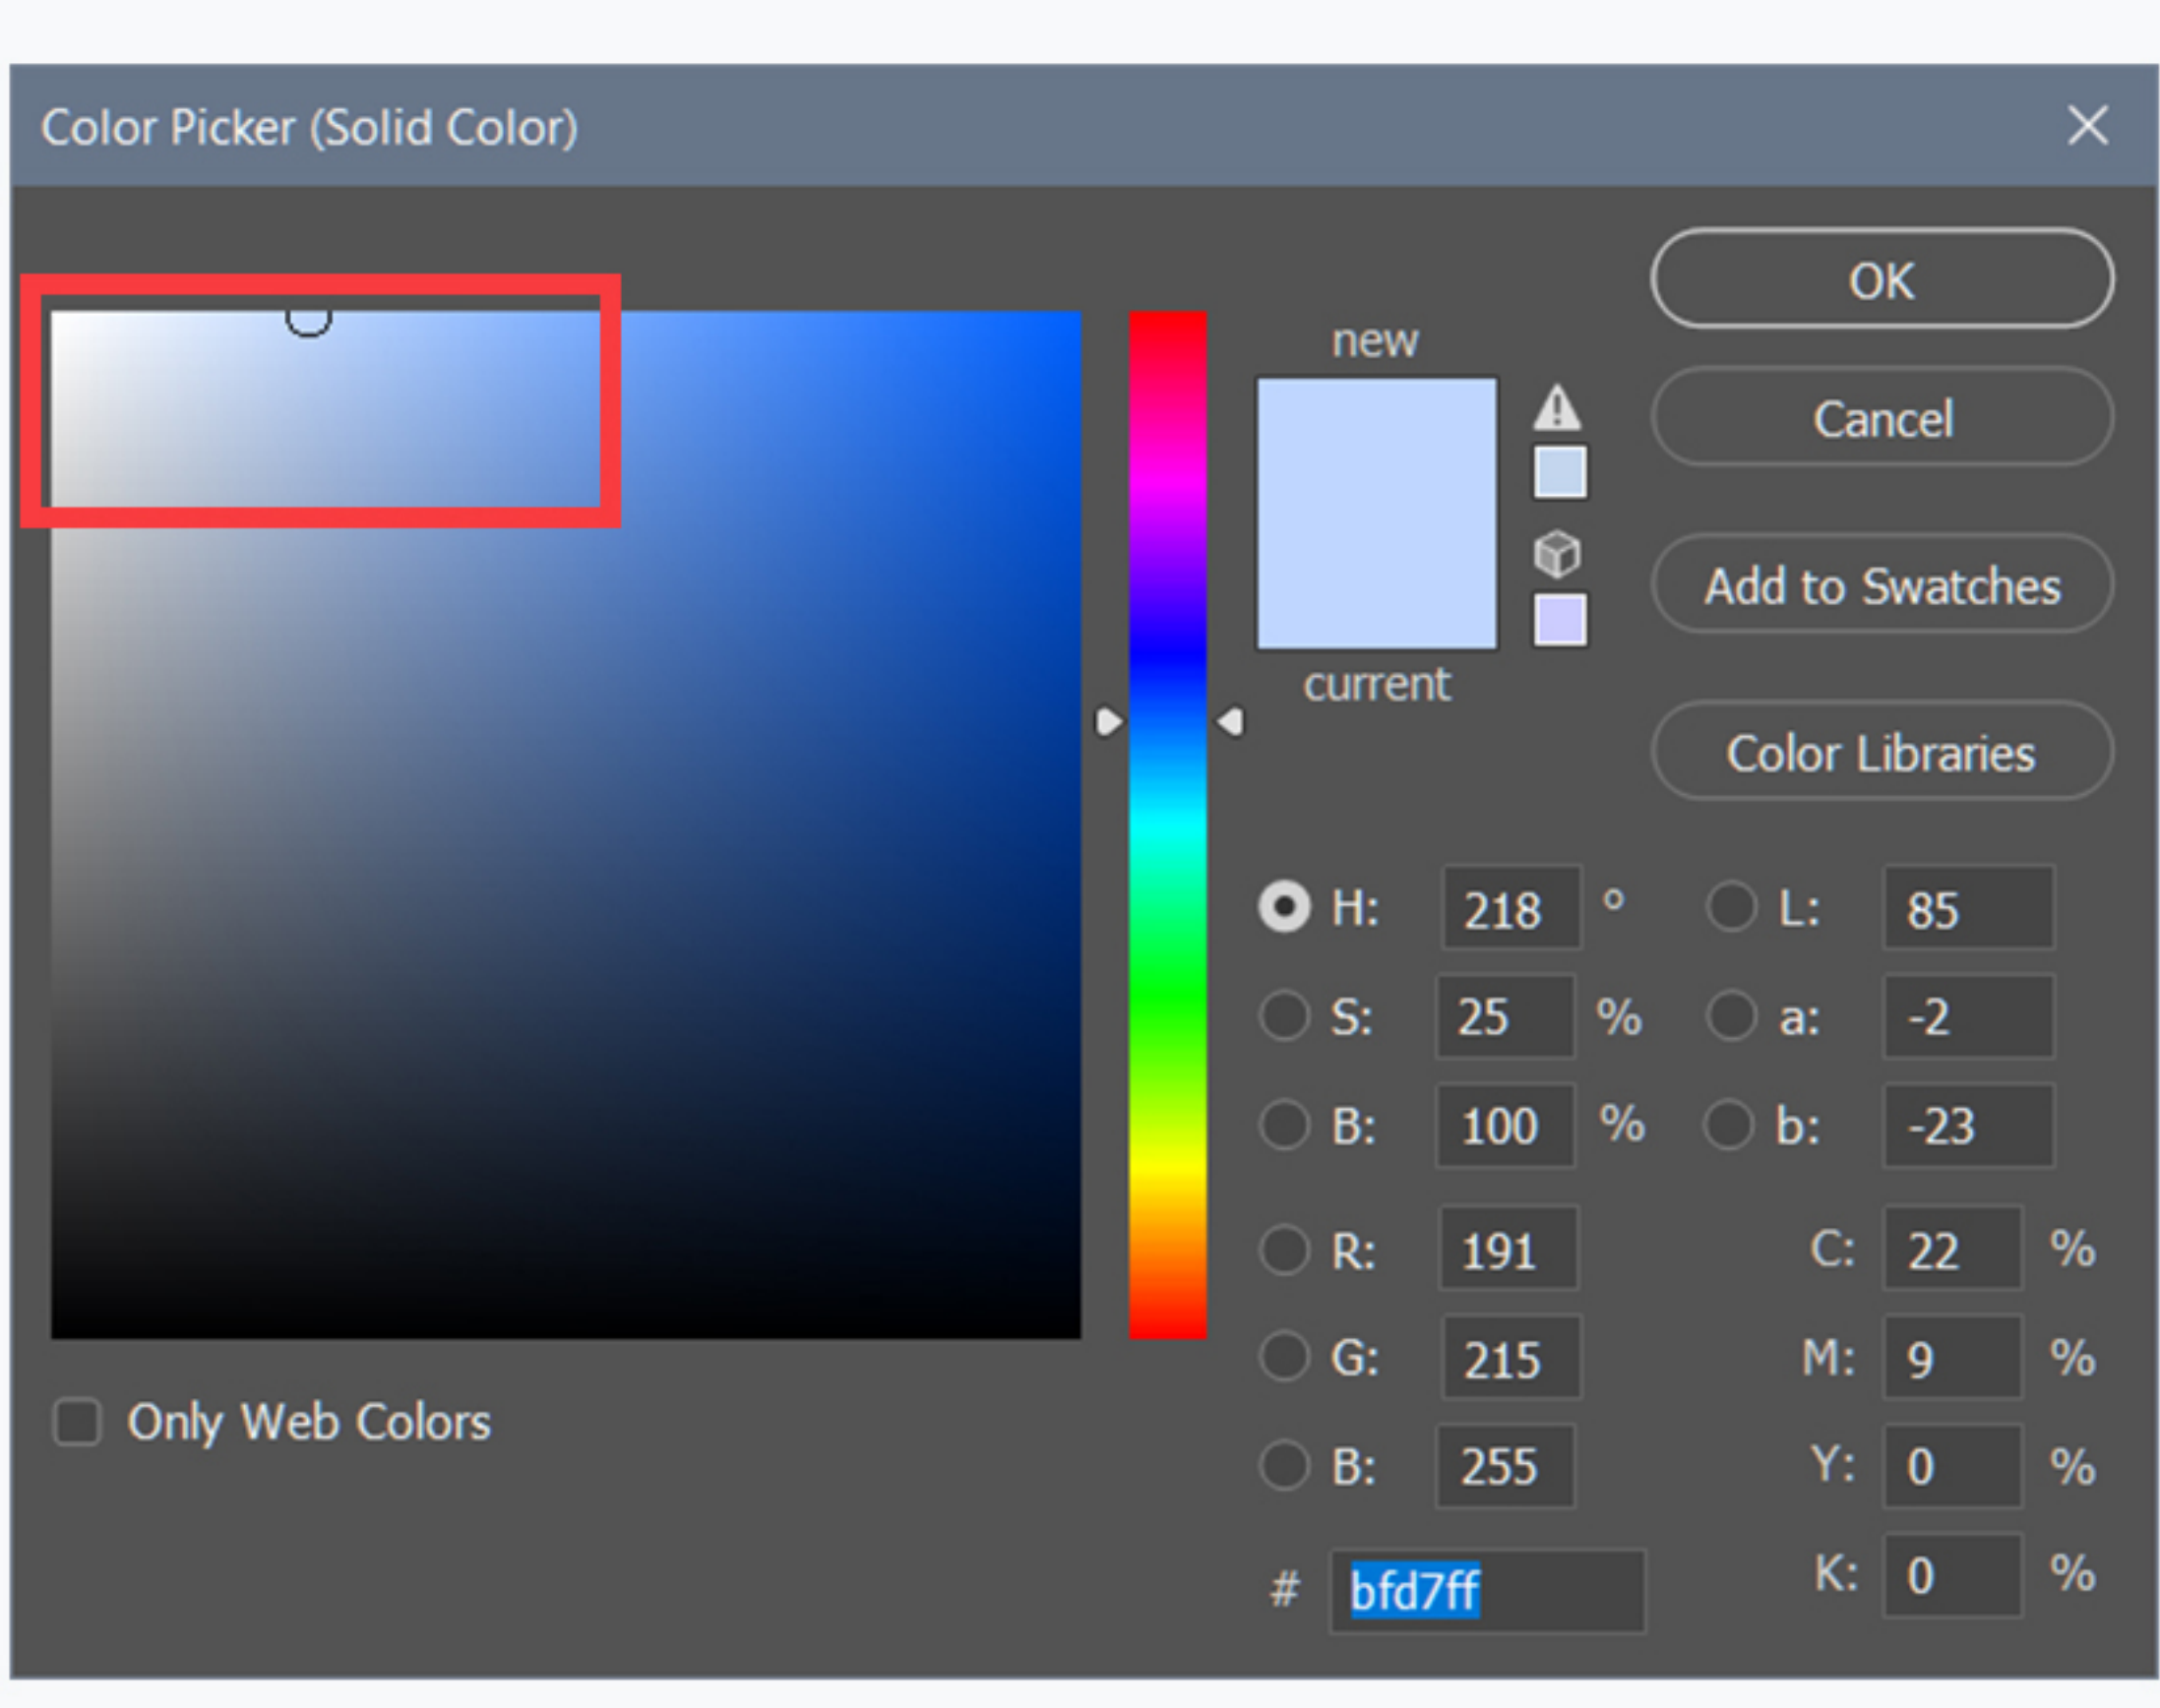 Color Picker (Solid Color)
OK
new
Cancel
Add to Swatches
current
Color Libraries
H: 218 ° L: 85
S: 25 % a: -2
B: 100 % b: -23
R: 191 C: 22 %
G: 215 M: 9 %
Only Web Colors
B: 255 Y: 0 %
# bfd7ff K: 0 %